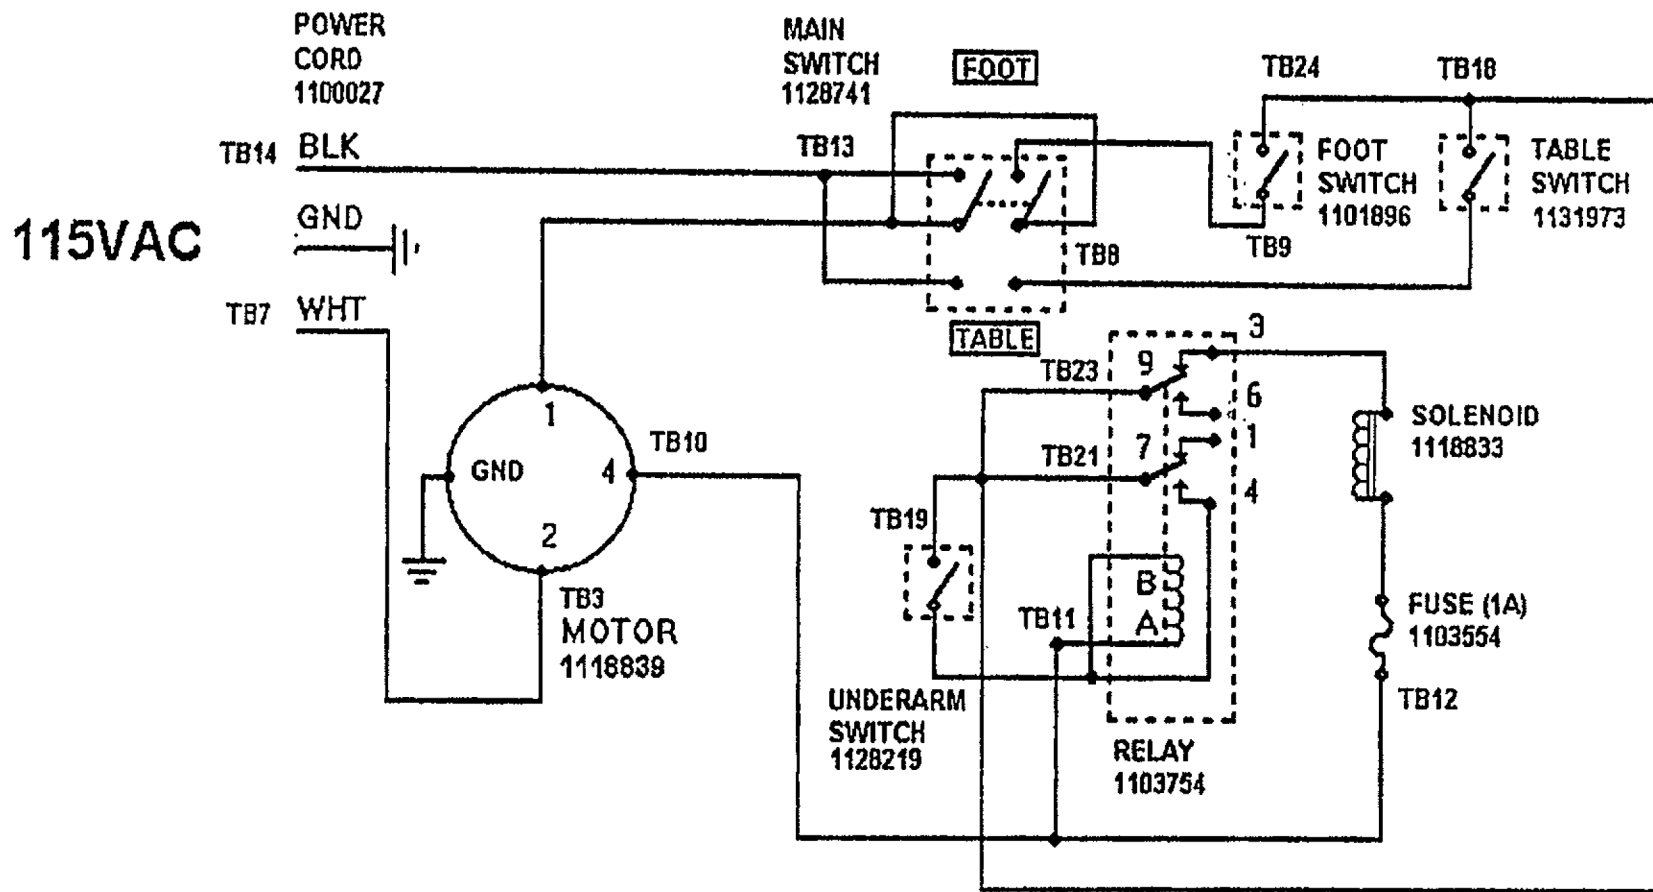 POWER
CORD
1100027
MAIN
SWITCH
1128741
FOOT
TB24
TB18
TB14
BLK
TB13
FOOT
SWITCH
1101896
TABLE
SWITCH
1131973
115VAC
GND
TB8
TB9
TB7
WHT
TABLE
3
TB23
9
6
1
SOLENOID
1118833
1
TB10
GND
4
TB21
7
4
2
TB19
B
A
TB3
MOTOR
1118839
TB11
FUSE (1A)
1103554
TB12
UNDERARM
SWITCH
1128219
RELAY
1103754